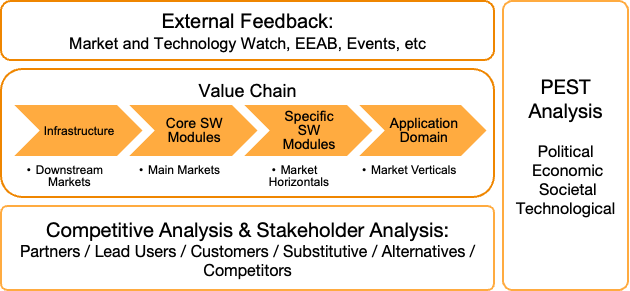 External Feedback:
Market and Technology Watch, EEAB, Events, etc
Value Chain
Infrastructure
Core SW
Modules
Specific
SW
Modules
Application
Domain
• Downstream
Markets
• Main Markets
• Market
Horizontals
• Market Verticals
Competitive Analysis & Stakeholder Analysis:
Partners / Lead Users / Customers / Substitutive / Alternatives /
Competitors
PEST
Analysis
Political
Economic
Societal
Technological